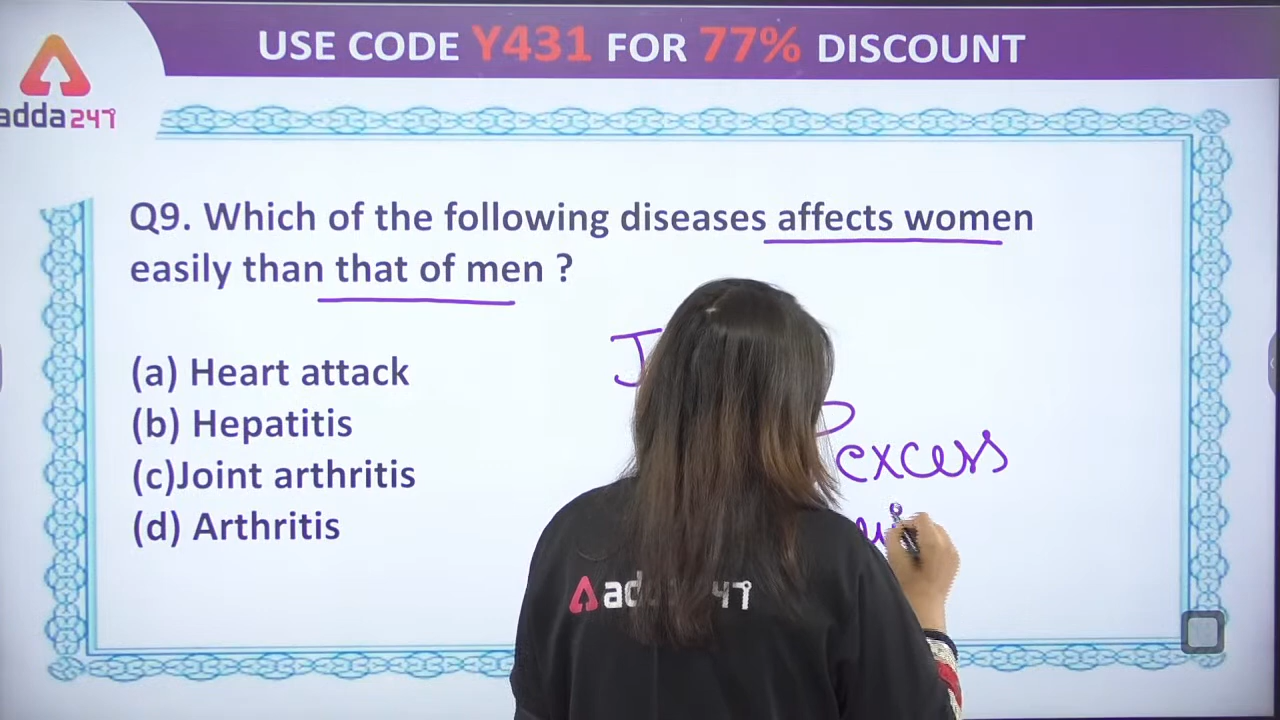 USE CODE Y431 FOR 77% DISCOUNT
adda247
Q9. Which of the following diseases affects women
easily than that of men ?
(a) Heart attack
(b) Hepatitis
(c)Joint arthritis
(d) Arthritis
excess